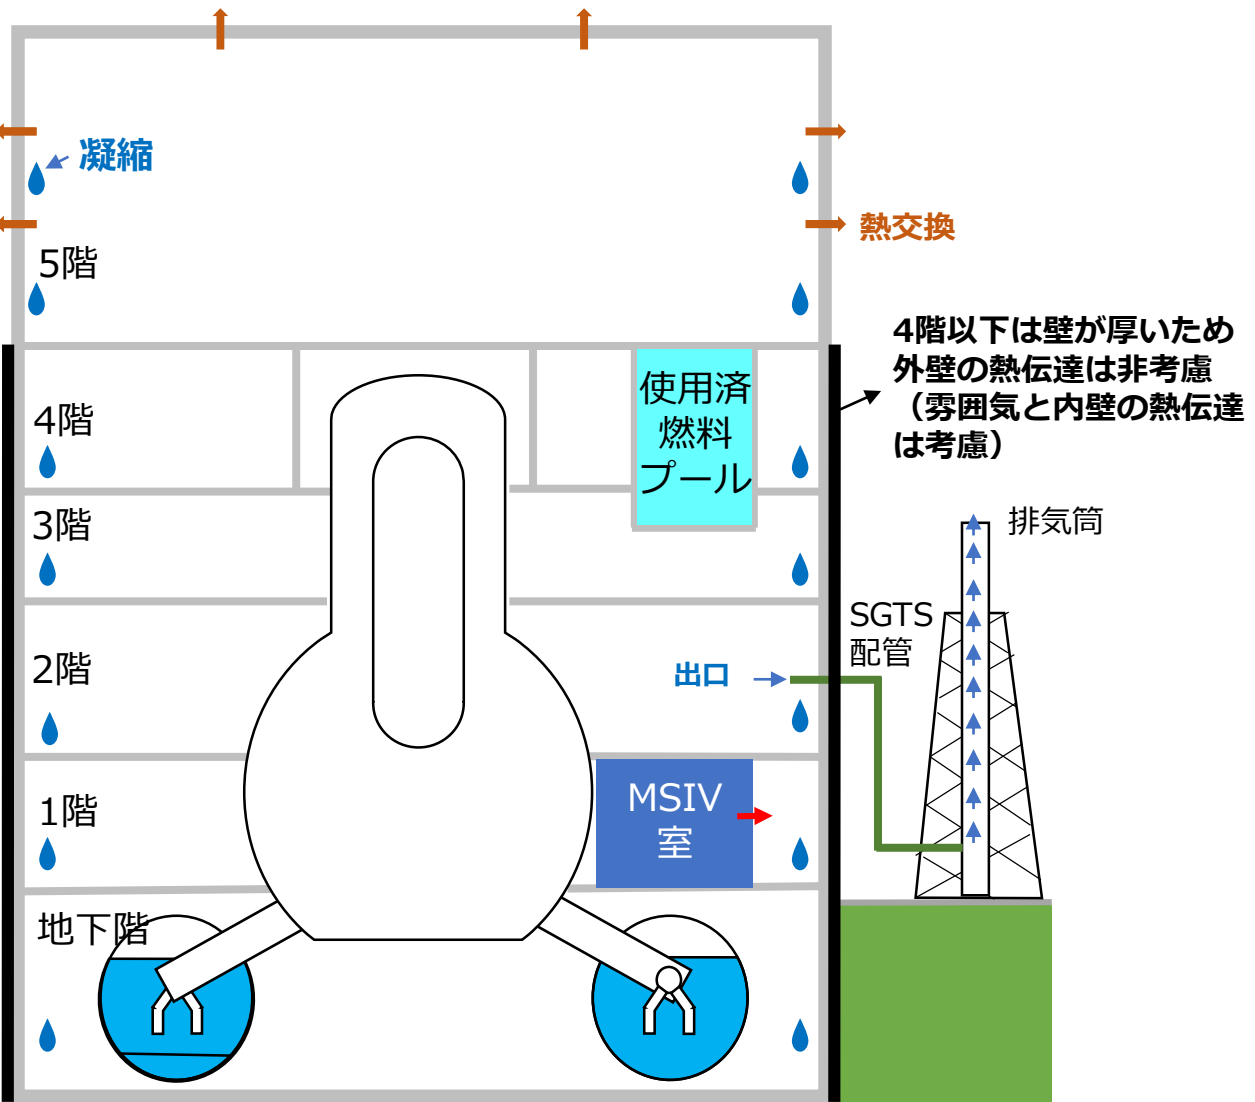 凝縮
熱交換
5階
4階以下は壁が厚いため
外壁の熱伝達は非考慮
（雰囲気と内壁の熱伝達
は考慮）
4階
使用済
燃料
プール
3階
排気筒
SGTS
配管
2階
出口
1階
MSIV
室
地下階